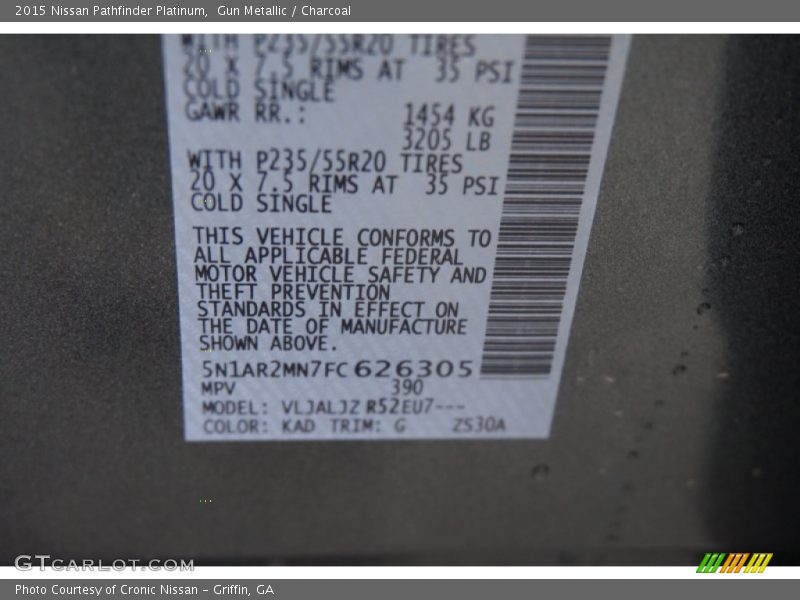 2015 Nissan Pathfinder Platinum,  Gun Metallic / Charcoal
WITH P235/55R20 TIRES
20 X 7.5 RIMS AT 35 PSI
COLD SINGLE
GAWR RR.: 1454 KG
3205 LB
WITH P235/55R20 TIRES
20 X 7.5 RIMS AT 35 PSI
COLD SINGLE
THIS VEHICLE CONFORMS TO
ALL APPLICABLE FEDERAL
MOTOR VEHICLE SAFETY AND
THEFT PREVENTION
STANDARDS IN EFFECT ON
THE DATE OF MANUFACTURE
SHOWN ABOVE.
5N1AR2MN7FC626305
MPV 390
MODEL: VLJALJZ R52EU7---
COLOR: KAD TRIM: G ZS30A
GTCARLOT.COM
Photo Courtesy of Cronic Nissan – Griffin, GA